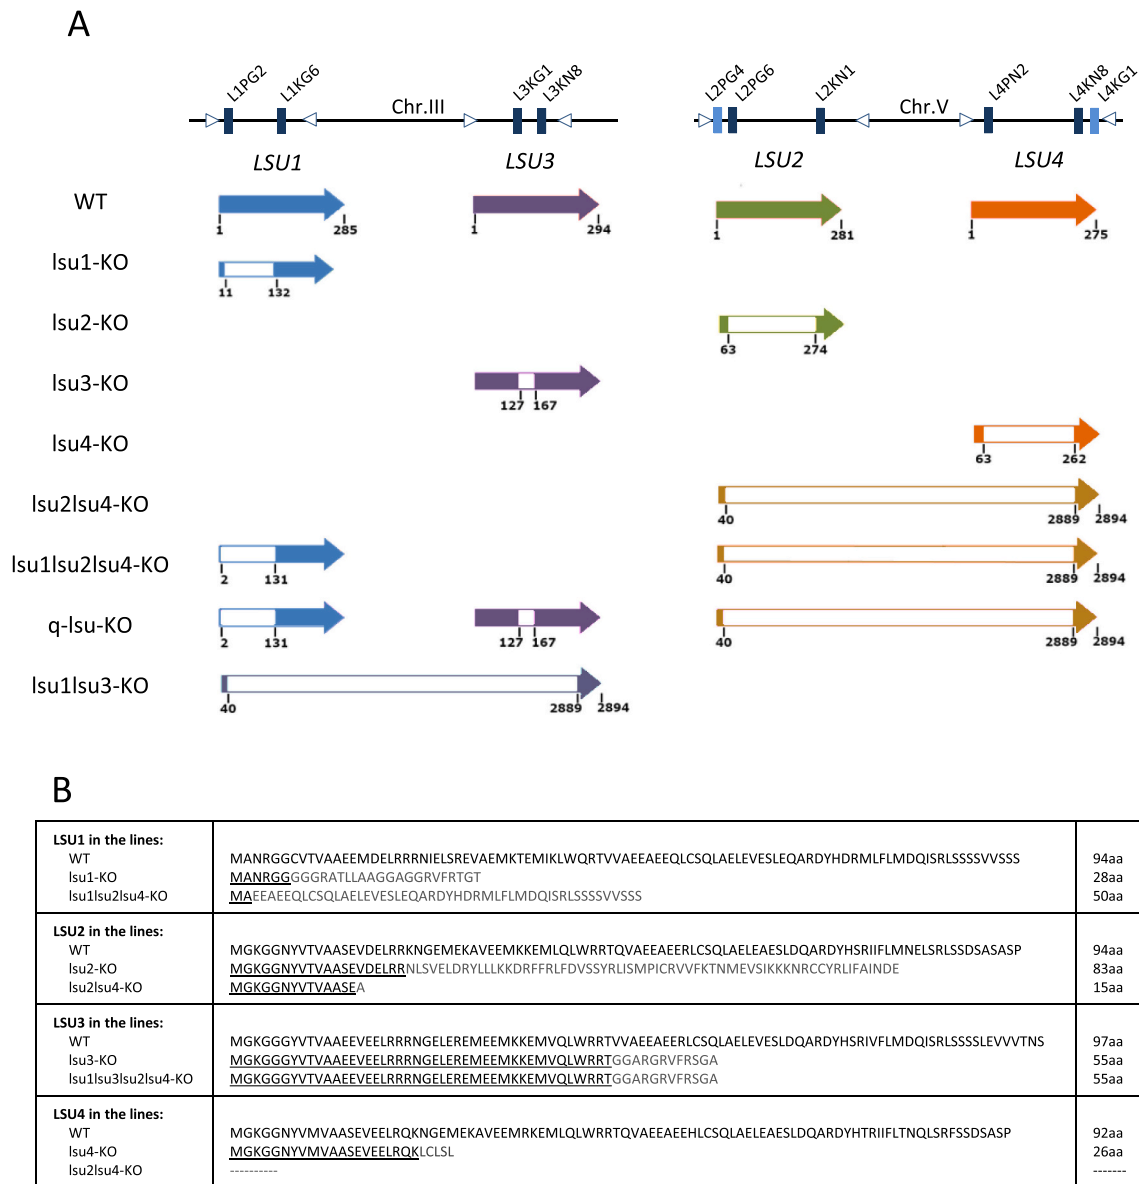 A
L1PG2 L1KG6 L3KG1 L3KN8 L2PG4 L2PG6 L2KN1 L4PN2 L4KN8 L4KG1
Chr.III Chr.V
LSU1 LSU3 LSU2 LSU4
WT
1 285 1 294 1 281 1 275
lsu1-KO
11 132
lsu2-KO
63 274
lsu3-KO
127 167
lsu4-KO
63 262
lsu2lsu4-KO
40 2889 2894
lsu1lsu2lsu4-KO
2 131 40 2889 2894
q-lsu-KO
2 131 127 167 40 2889 2894
lsu1lsu3-KO
40 2889 2894
B
LSU1 in the lines:
WT MANRGGCVTVAAEEMDELRRRNIELSREVAEMKTEMIKLWQRTVVAEEAEEQLCSQLAELEVESLEQARDYHDRMLFLMDQISRLSSSSVVSSS 94aa
lsu1-KO MANRGGGGGRATLLAAGGAGGRVFRTGT 28aa
lsu1lsu2lsu4-KO MAEEAEEQLCSQLAELEVESLEQARDYHDRMLFLMDQISRLSSSSVVSSS 50aa
LSU2 in the lines:
WT MGKGGNYVTVAASEVDELRRKNGEMEKAVEEMKKEMLQLWRRTQVAEEAEERLCSQLAELEAESLDQARDYHSRIIFLMNELSRLSSDSASASP 94aa
lsu2-KO MGKGGNYVTVAASEVDELRRNLSVELDRYLLLKKDRFFRLFDVSSYRLISMPICRVVFKTNMEVSIKKKNRCCYRLIFAINDE 83aa
lsu2lsu4-KO MGKGGNYVTVAASEA 15aa
LSU3 in the lines:
WT MGKGGGYVTVAAEEVEELRRRNGELEREMEEMKKEMVQLWRRTVVAEEAEERLCSQLAELEVESLDQARDYHSRIVFLMDQISRLSSSSLEVVVTNS 97aa
lsu3-KO MGKGGGYVTVAAEEVEELRRRNGELEREMEEMKKEMVQLWRRTGGARGRVFRSGA 55aa
lsu1lsu3lsu2lsu4-KO MGKGGGYVTVAAEEVEELRRRNGELEREMEEMKKEMVQLWRRTGGARGRVFRSGA 55aa
LSU4 in the lines:
WT MGKGGNYVMVAASEVEELRQKNGEMEKAVEEMRKEMLQLWRRTQVAEEAEEHLCSQLAELEAESLDQARDYHTRIIFLTNQLSRFSSDSASP 92aa
lsu4-KO MGKGGNYVMVAASEVEELRQKLCLSL 26aa
lsu2lsu4-KO ---------- -------